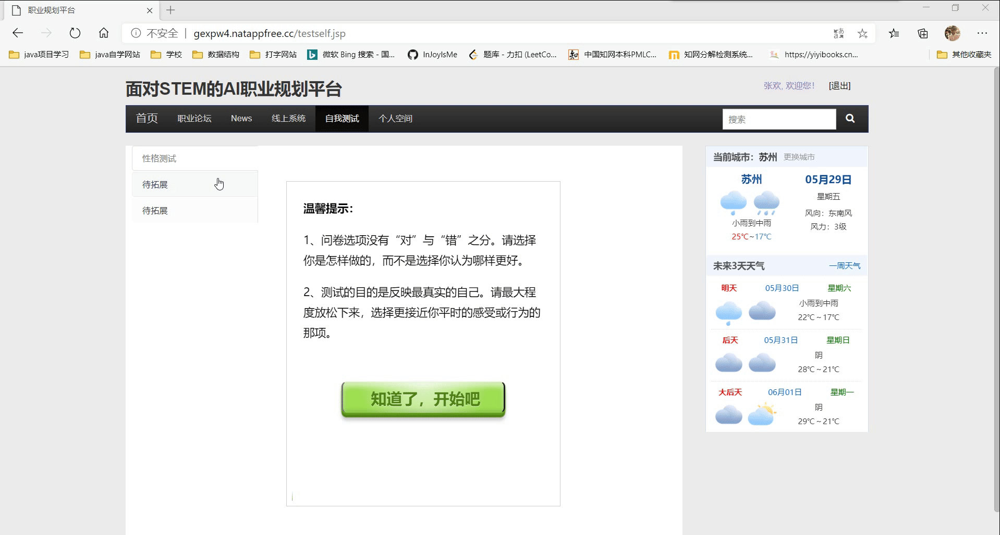 职业规划平台
不安全 gexpw4.natappfree.cc/testself.jsp
java项目学习 java自学网站 学校 数据结构 打字网站 微软 Bing 搜索 - 国... InJoyIsMe 题库 - 力扣 (LeetCo... 中国知网本科PMLC... 知网分解检测系统... https://yiyibooks.cn... 其他收藏夹
面对STEM的AI职业规划平台
张欢, 欢迎您! [退出]
首页 职业论坛 News 线上系统 自我测试 个人空间 搜索
性格测试
待拓展
待拓展
温馨提示：
1、问卷选项没有“对”与“错”之分。请选择
你是怎样做的，而不是选择你认为哪样更好。
2、测试的目的是反映最真实的自己。请最大程
度放松下来，选择更接近你平时的感受或行为的
那项。
知道了，开始吧
当前城市：苏州 更换城市
苏州 05月29日
星期五
风向：东南风
小雨到中雨
风力：3级
25℃~17℃
未来3天天气 一周天气
明天 05月30日 星期六
小雨到中雨
22℃ ~ 17℃
后天 05月31日 星期日
阴
28℃ ~ 21℃
大后天 06月01日 星期一
阴
29℃ ~ 21℃